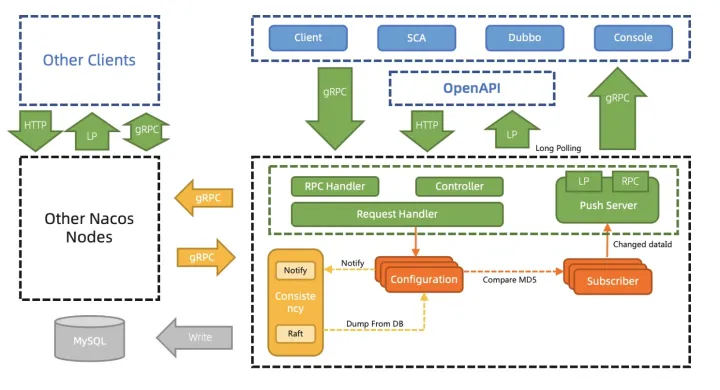 Other Clients
Client
SCA
Dubbo
Console
OpenAPI
HTTP
LP
gRPC
gRPC
HTTP
LP
Long Polling
gRPC
Other Nacos
Nodes
gRPC
gRPC
RPC Handler
Controller
Request Handler
LP
RPC
Push Server
Changed dataId
Notify
Consiste
ncy
Raft
Notify
Configuration
Compare MD5
Subscriber
Dump From DB
MySQL
Write